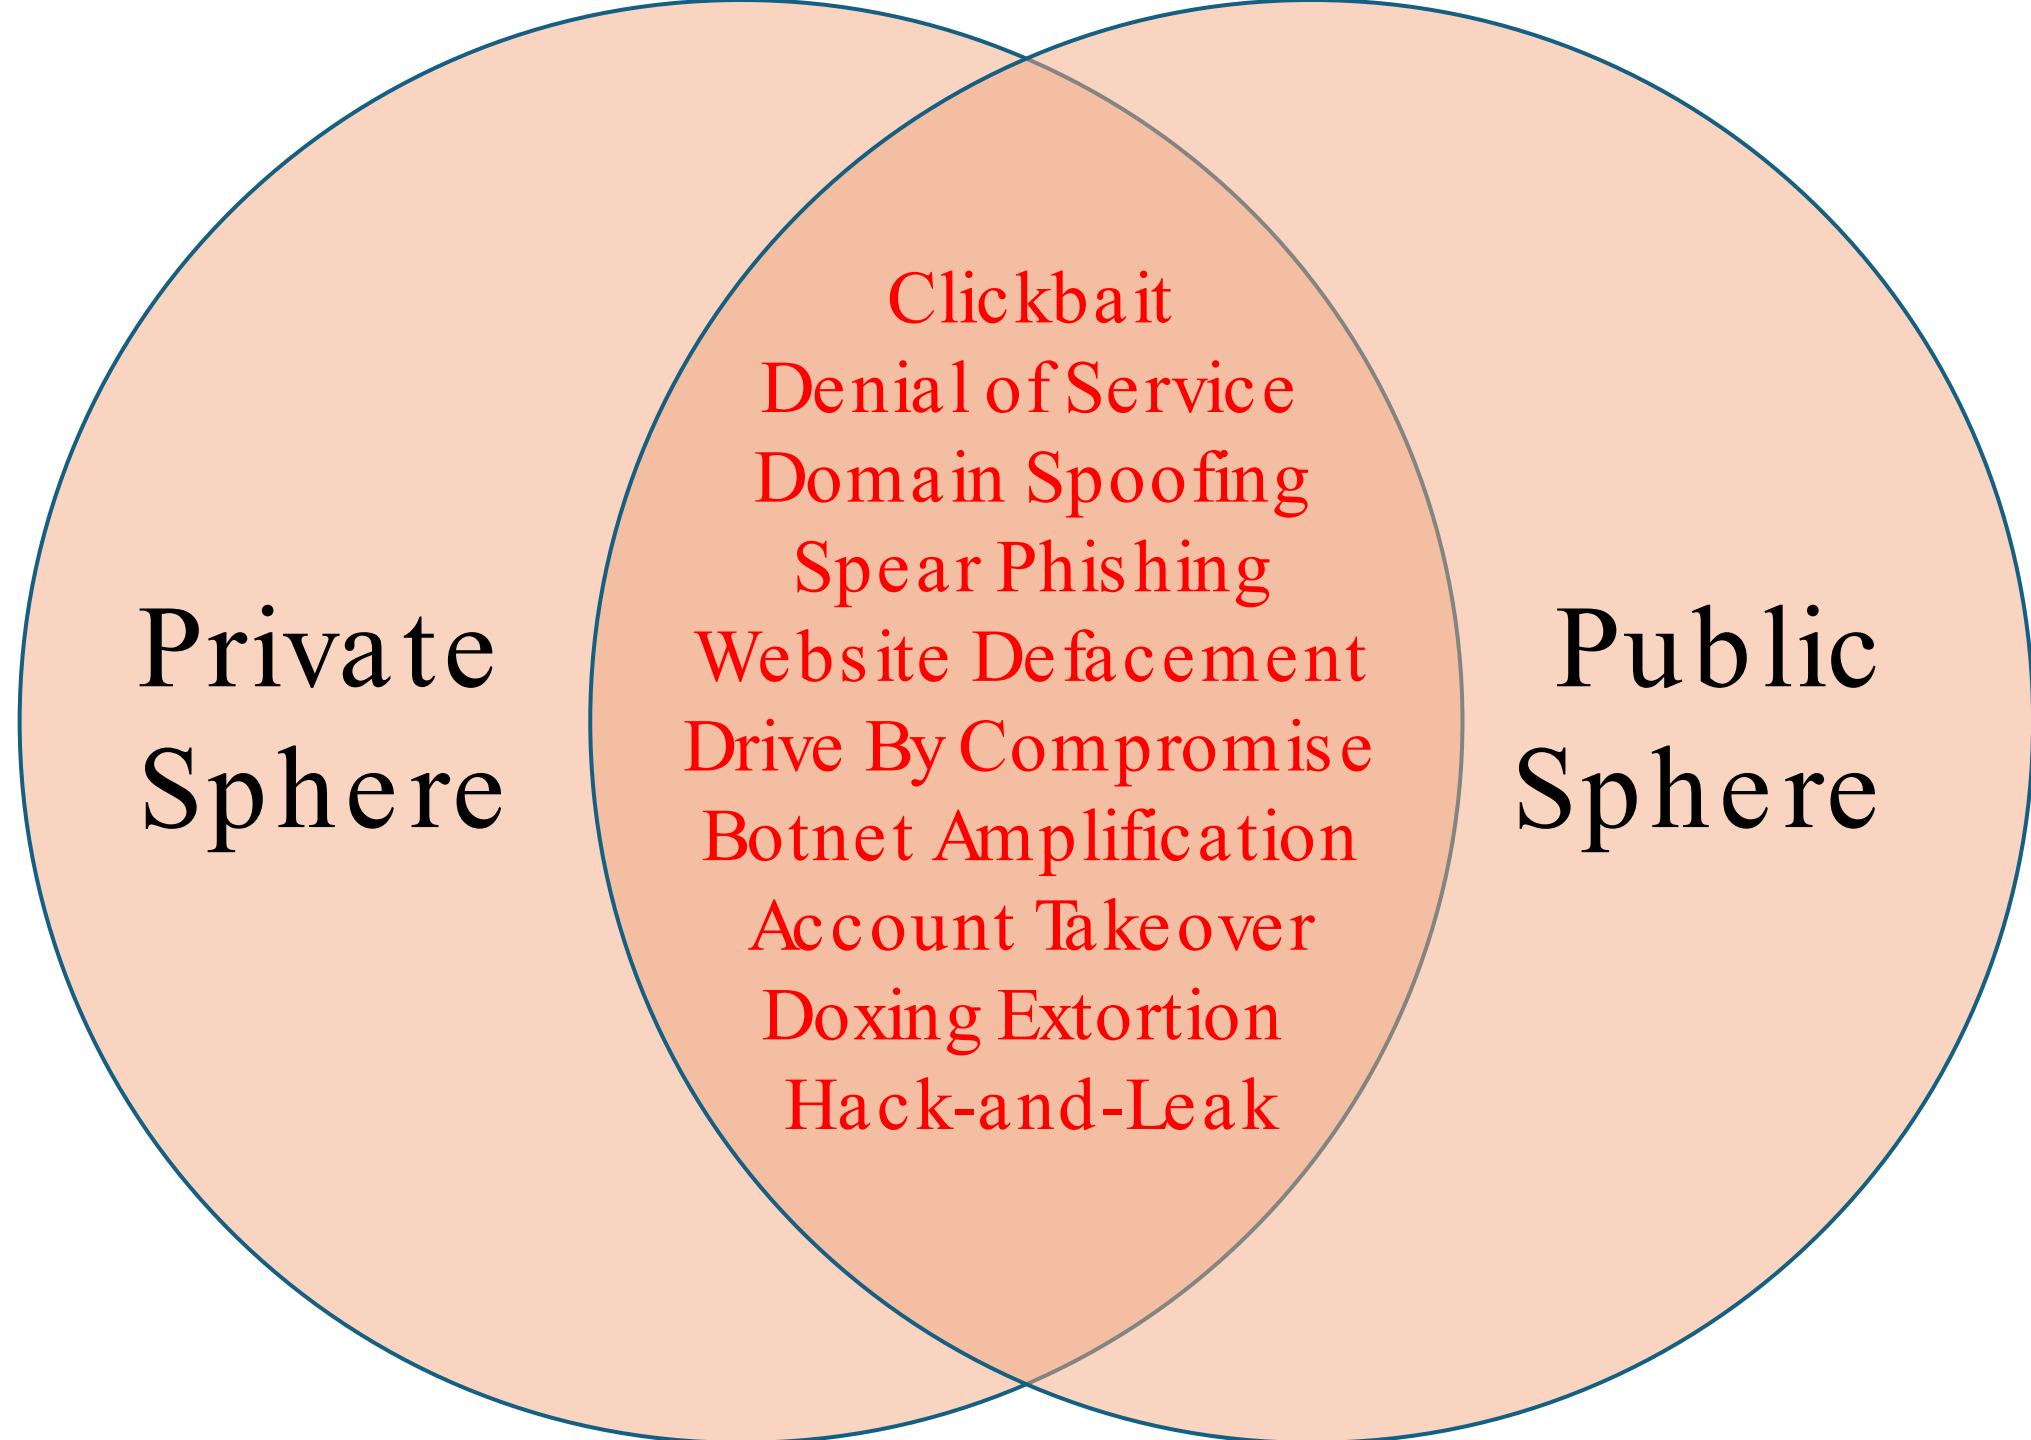 Private
Sphere
Clickbait
Denial of Service
Domain Spoofing
Spear Phishing
Website Defacement
Drive By Compromise
Botnet Amplification
Account Takeover
Doxing Extortion
Hack-and-Leak
Public
Sphere